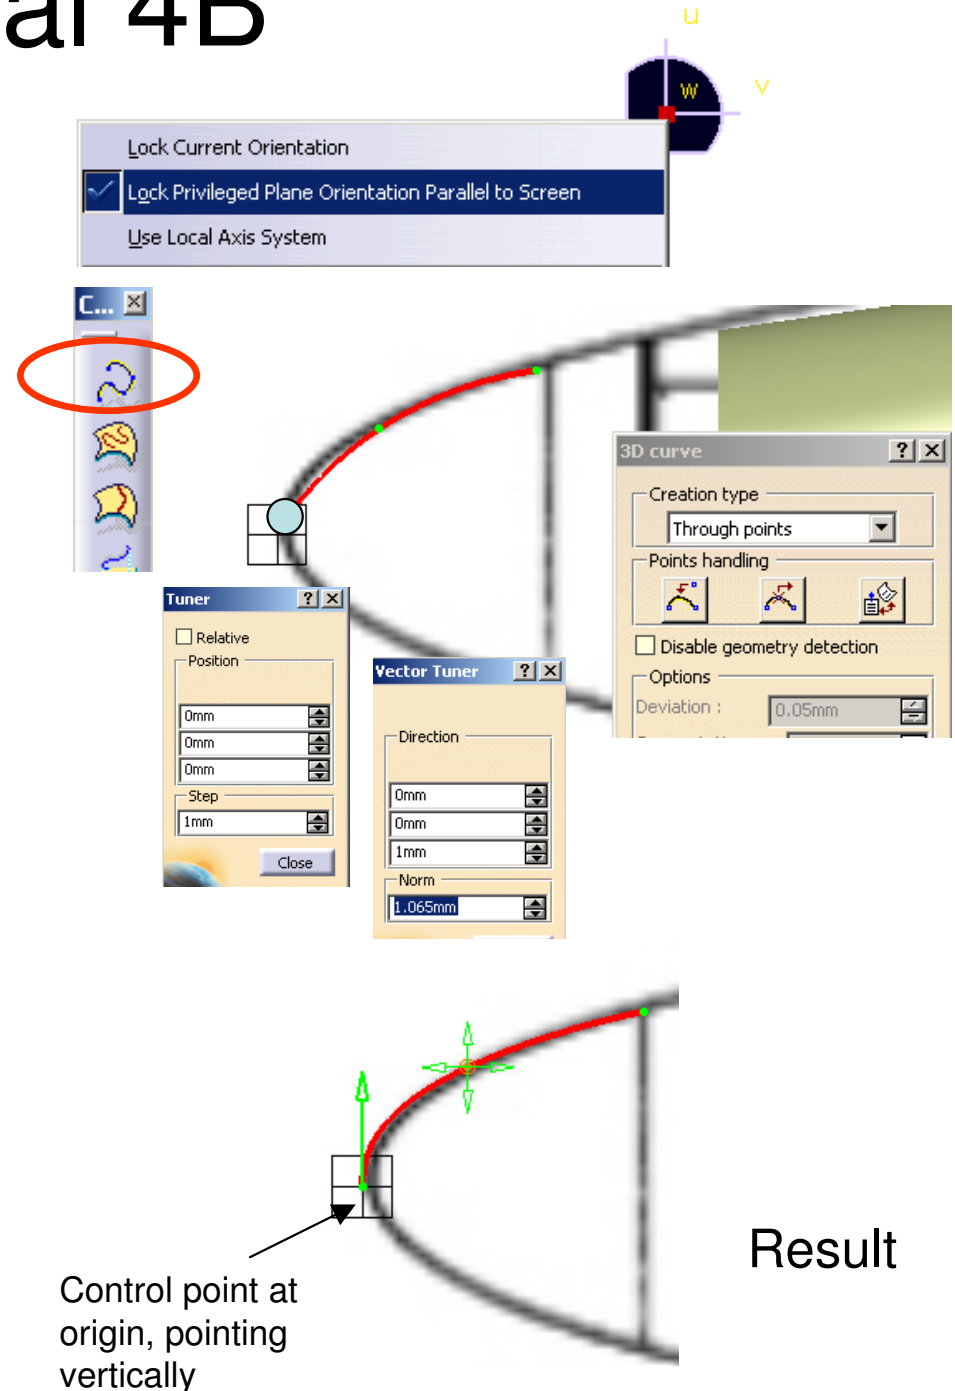 al 4B
u
w
v
Lock Current Orientation
Lock Privileged Plane Orientation Parallel to Screen
Use Local Axis System
C...
3D curve
Creation type
Through points
Points handling
Disable geometry detection
Options
Deviation :
0.05mm
Tuner
Relative
Position
0mm
0mm
0mm
Step
1mm
Close
Vector Tuner
Direction
0mm
0mm
1mm
Norm
1.065mm
Result
Control point at
origin, pointing
vertically